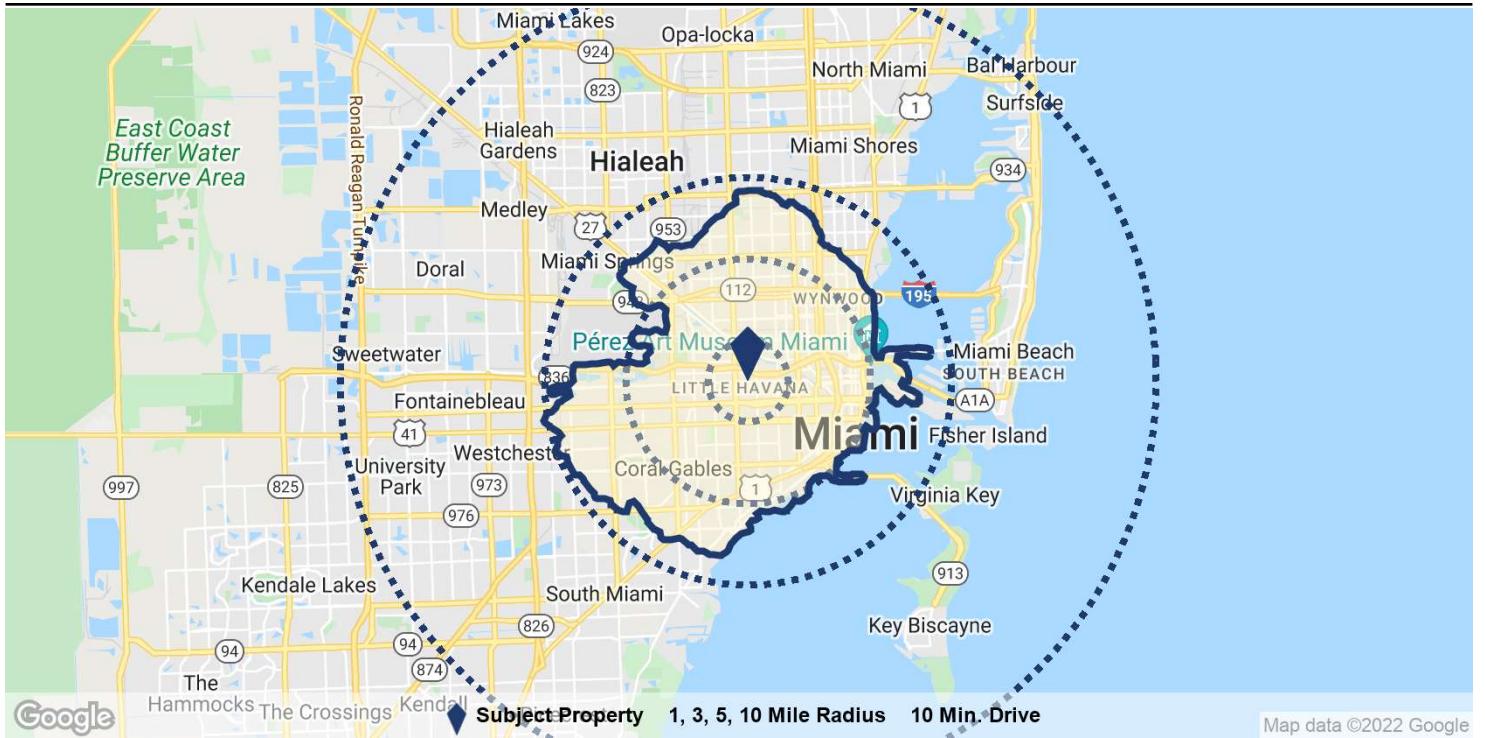 Miami Lakes
Opa-locka
924
North Miami
Bal Harbour
823
1
Surfside
East Coast
Buffer Water
Preserve Area
Ronald Reagan Turnpike
Hialeah
Gardens
Miami Shores
Hialeah
934
Medley
27
953
Doral
Miami Springs
112
WYNWOOD
195
948
Pérez Art Museum Miami
Sweetwater
Miami Beach
SOUTH BEACH
836
LITTLE HAVANA
Fontainebleau
A1A
41
Miami
Fisher Island
Westchester
University
Park
Coral Gables
997
825
973
1
Virginia Key
976
913
Kendale Lakes
South Miami
826
Key Biscayne
94
94
874
The
Hammocks
The Crossings
Kendall
Google
Subject Property 1, 3, 5, 10 Mile Radius 10 Min. Drive
Map data ©2022 Google